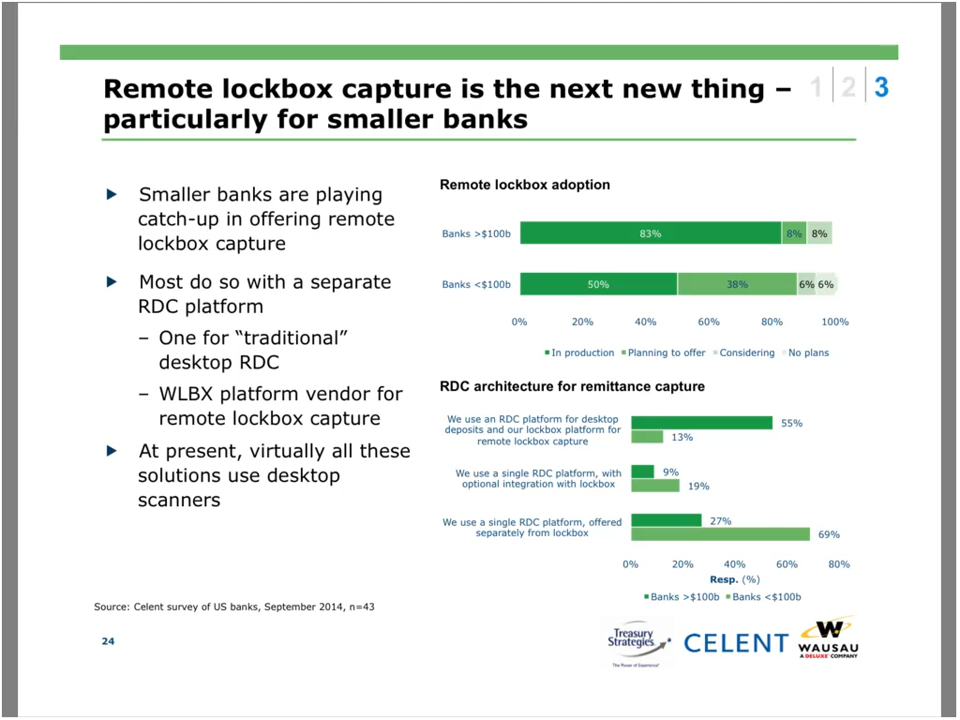 Remote lockbox capture is the next new thing –
particularly for smaller banks
1 2 3
Smaller banks are playing
catch-up in offering remote
lockbox capture
Most do so with a separate
RDC platform
– One for “traditional”
desktop RDC
– WLBX platform vendor for
remote lockbox capture
At present, virtually all these
solutions use desktop
scanners
Remote lockbox adoption
Banks >$100b 83% 8% 8%
Banks <$100b 50% 38% 6% 6%
0% 20% 40% 60% 80% 100%
In production Planning to offer Considering No plans
RDC architecture for remittance capture
We use an RDC platform for desktop
deposits and our lockbox platform for
remote lockbox capture
55%
13%
We use a single RDC platform, with
optional integration with lockbox
9%
19%
We use a single RDC platform, offered
separately from lockbox
27%
69%
0% 20% 40% 60% 80%
Resp. (%)
Banks >$100b Banks <$100b
Source: Celent survey of US banks, September 2014, n=43
24
Treasury
Strategies
The Power of Experience
CELENT
W
WAUSAU
A DELUXE COMPANY